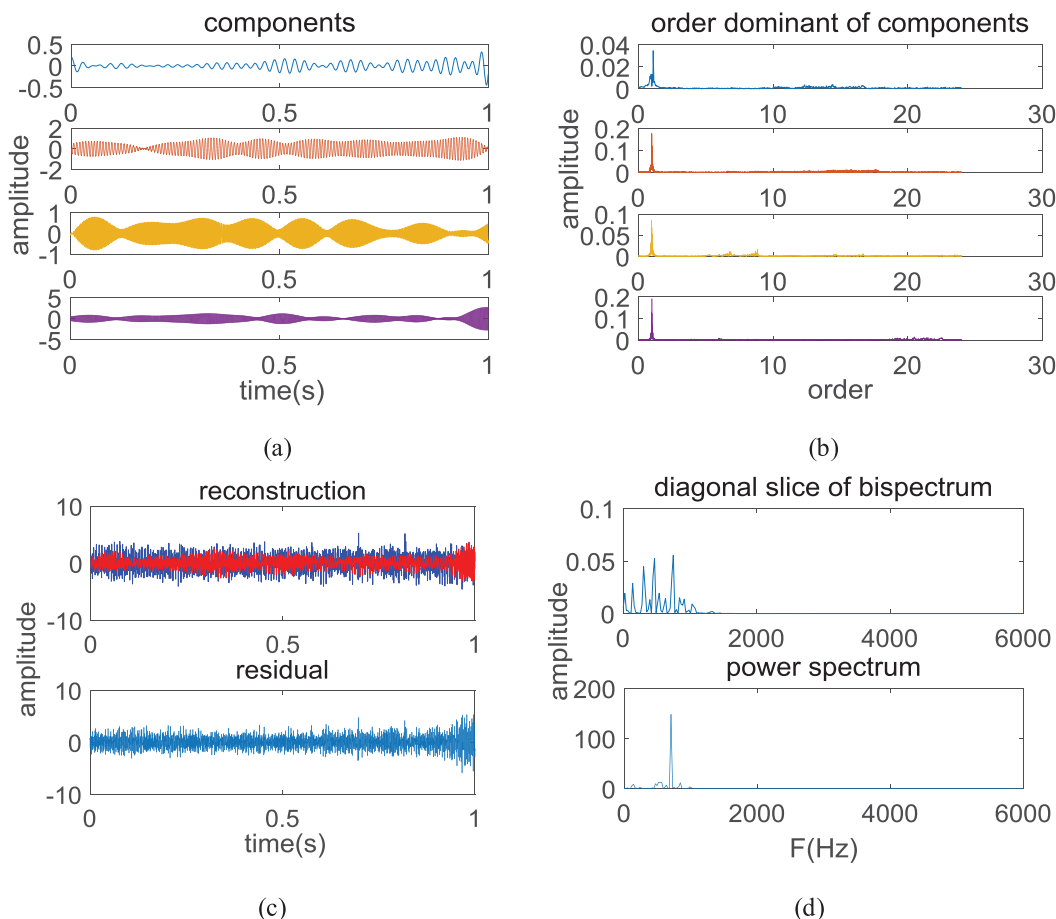 components
0.5
0
-0.5
0 0.5 1
2
0
-2
0 0.5 1
1
0
-1
0 0.5 1
5
0
-5
0 0.5 1
amplitude
time(s)
(a)
order dominant of components
0.04
0.02
0
0 10 20 30
0.2
0.1
0
0 10 20 30
0.1
0.05
0
0 10 20 30
0.2
0.1
0
0 10 20 30
amplitude
order
(b)
reconstruction
10
0
-10
0 0.5 1
residual
10
0
-10
0 0.5 1
amplitude
time(s)
(c)
diagonal slice of bispectrum
0.1
0.05
0
0 2000 4000 6000
power spectrum
200
100
0
0 2000 4000 6000
amplitude
F(Hz)
(d)